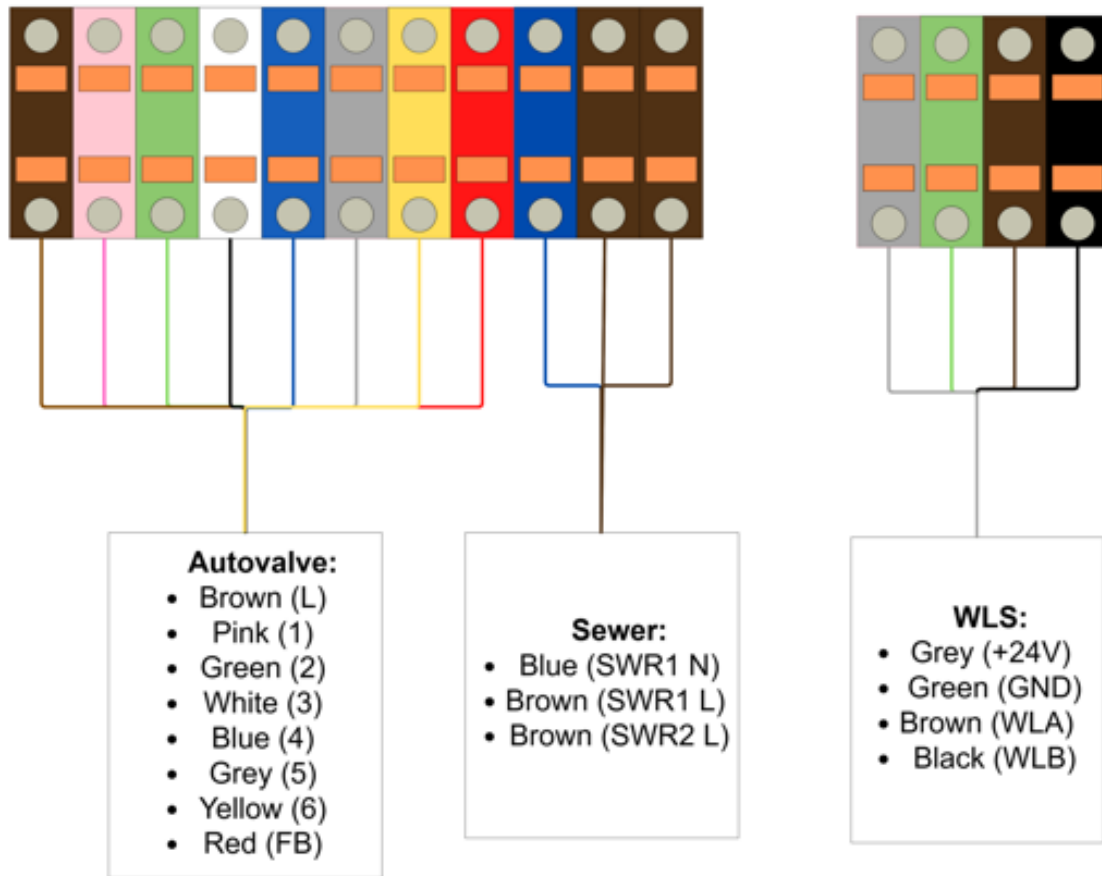 Autovalve:
• Brown (L)
• Pink (1)
• Green (2)
• White (3)
• Blue (4)
• Grey (5)
• Yellow (6)
• Red (FB)
Sewer:
• Blue (SWR1 N)
• Brown (SWR1 L)
• Brown (SWR2 L)
WLS:
• Grey (+24V)
• Green (GND)
• Brown (WLA)
• Black (WLB)